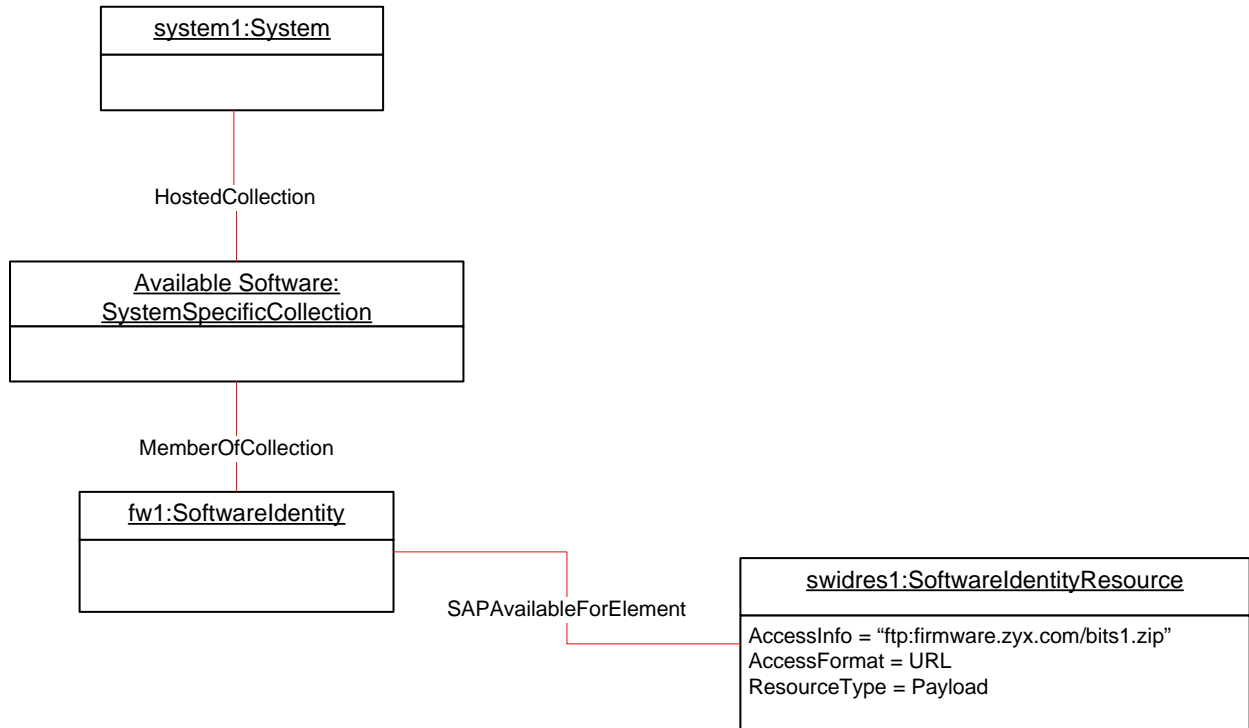 system1:System
HostedCollection
Available Software:
SystemSpecificCollection
MemberOfCollection
fw1:SoftwareIdentity
SAPAvailableForElement
swidres1:SoftwareIdentityResource
AccessInfo = “ftp:firmware.zyx.com/bits1.zip”
AccessFormat = URL
ResourceType = Payload